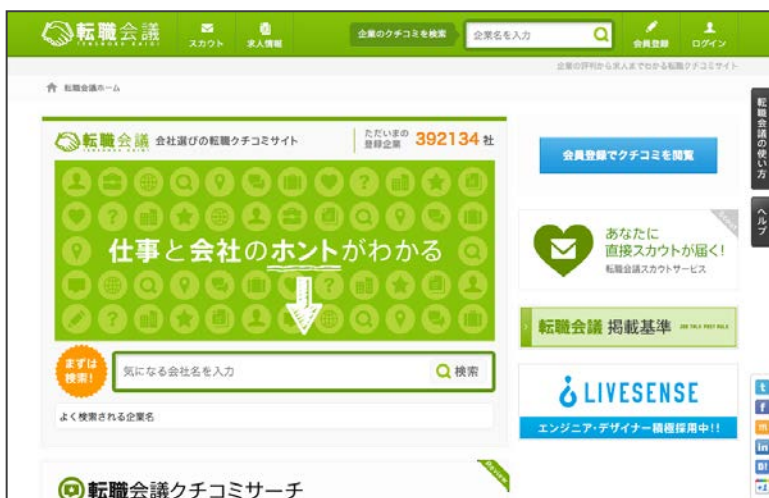 転職会議
TENSHOKU KAIGI
スカウト
求人情報
企業のクチコミを検索
企業名を入力
会員登録
ログイン
企業の評判から求人までわかる転職クチコミサイト
転職会議ホーム
転職会議の使い方
ヘルプ
転職会議 会社選びの転職クチコミサイト
ただいまの
登録企業 392134 社
仕事と会社のホントがわかる
まずは
検索!
気になる会社名を入力
検索
よく検索される企業名
転職会議クチコミサーチ
Review
会員登録でクチコミを閲覧
Scout
あなたに
直接スカウトが届く!
転職会議スカウトサービス
転職会議 掲載基準
JOB TALK POST RULE
LIVESENSE
エンジニア・デザイナー積極採用中!!
t
f
m
in
B!
+1